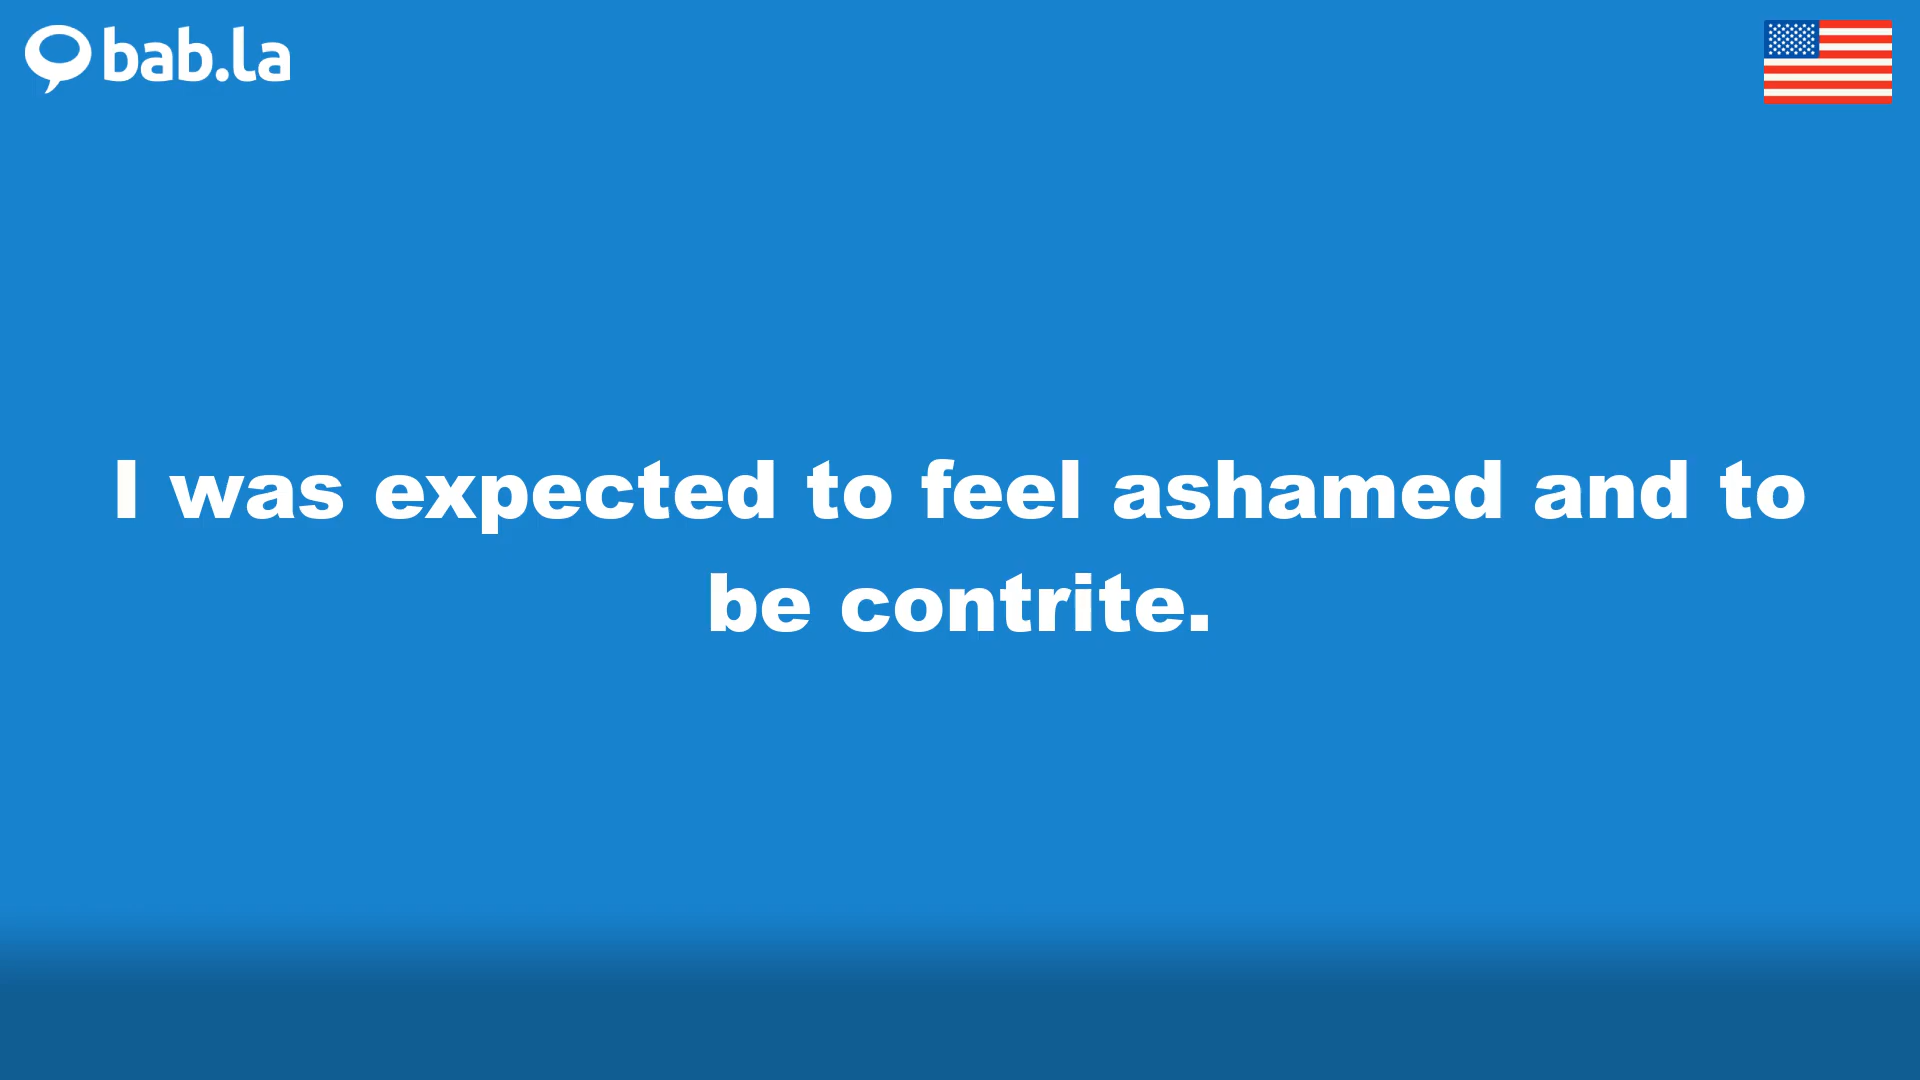 bab.la
I was expected to feel ashamed and to
be contrite.